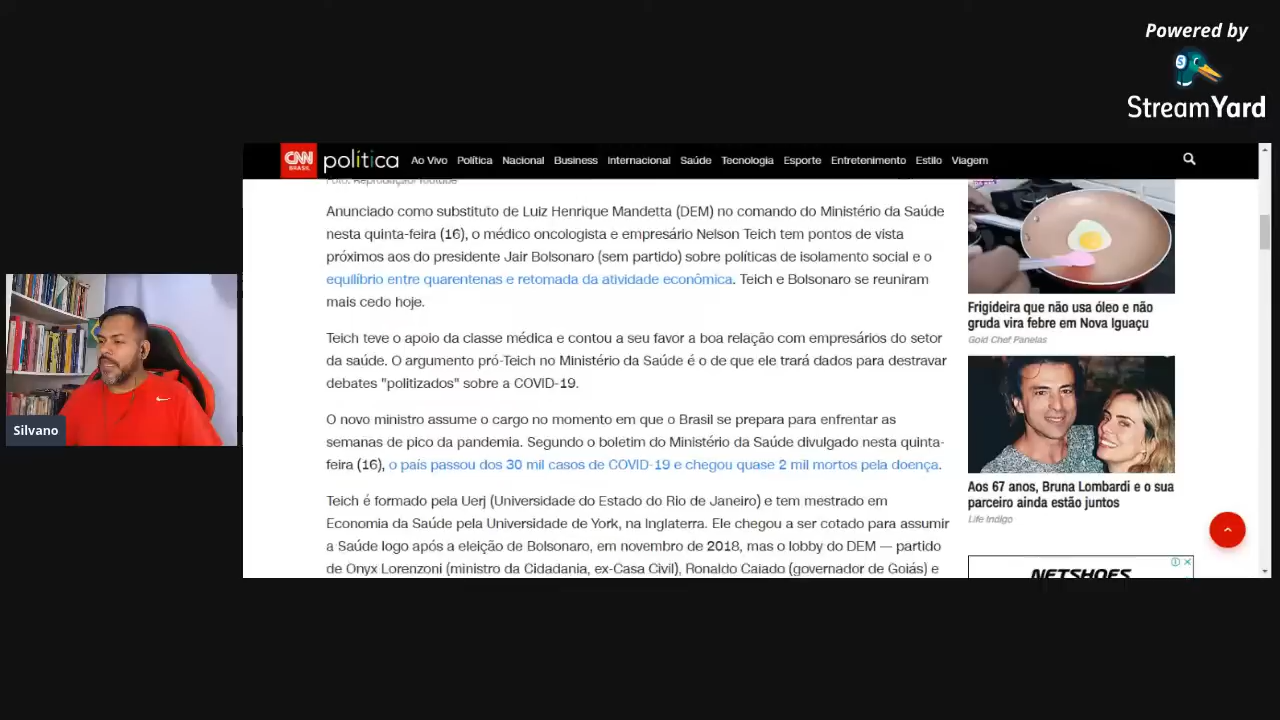 Powered by
StreamYard
CNN
BRASIL
política
Ao Vivo Política Nacional Business Internacional Saúde Tecnologia Esporte Entretenimento Estilo Viagem
Foto: Reprodução/Youtube
Anunciado como substituto de Luiz Henrique Mandetta (DEM) no comando do Ministério da Saúde
nesta quinta-feira (16), o médico oncologista e empresário Nelson Teich tem pontos de vista
próximos aos do presidente Jair Bolsonaro (sem partido) sobre políticas de isolamento social e o
equilíbrio entre quarentenas e retomada da atividade econômica. Teich e Bolsonaro se reuniram
mais cedo hoje.
Teich teve o apoio da classe médica e contou a seu favor a boa relação com empresários do setor
da saúde. O argumento pró-Teich no Ministério da Saúde é o de que ele trará dados para destravar
debates "politizados" sobre a COVID-19.
O novo ministro assume o cargo no momento em que o Brasil se prepara para enfrentar as
semanas de pico da pandemia. Segundo o boletim do Ministério da Saúde divulgado nesta quinta-
feira (16), o país passou dos 30 mil casos de COVID-19 e chegou quase 2 mil mortos pela doença.
Teich é formado pela Uerj (Universidade do Estado do Rio de Janeiro) e tem mestrado em
Economia da Saúde pela Universidade de York, na Inglaterra. Ele chegou a ser cotado para assumir
a Saúde logo após a eleição de Bolsonaro, em novembro de 2018, mas o lobby do DEM — partido
de Onyx Lorenzoni (ministro da Cidadania, ex-Casa Civil), Ronaldo Caiado (governador de Goiás) e
Frigideira que não usa óleo e não
gruda vira febre em Nova Iguaçu
Gold Chef Panelas
Aos 67 anos, Bruna Lombardi e o sua
parceiro ainda estão juntos
Life Indigo
NETSHOES
Silvano